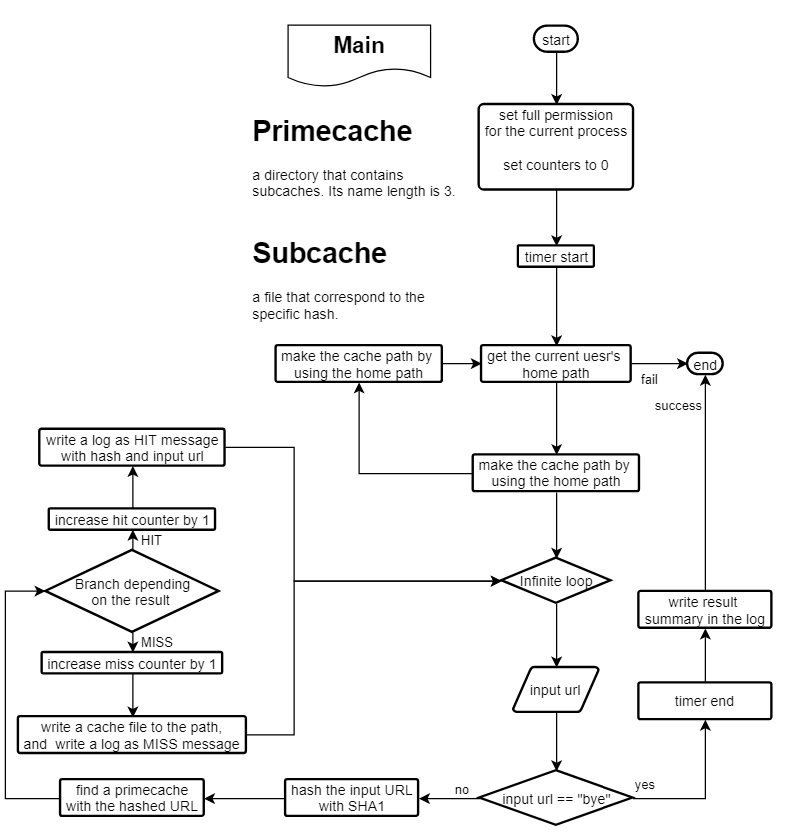 Main
start
set full permission
for the current process
set counters to 0
Primecache
a directory that contains
subcaches. Its name length is 3.
timer start
Subcache
a file that correspond to the
specific hash.
make the cache path by
using the home path
get the current uesr's
home path
fail
end
success
make the cache path by
using the home path
write a log as HIT message
with hash and input url
increase hit counter by 1
HIT
Branch depending
on the result
Infinite loop
MISS
increase miss counter by 1
write result
summary in the log
input url
timer end
write a cache file to the path,
and write a log as MISS message
input url == "bye"
yes
no
hash the input URL
with SHA1
find a primecache
with the hashed URL